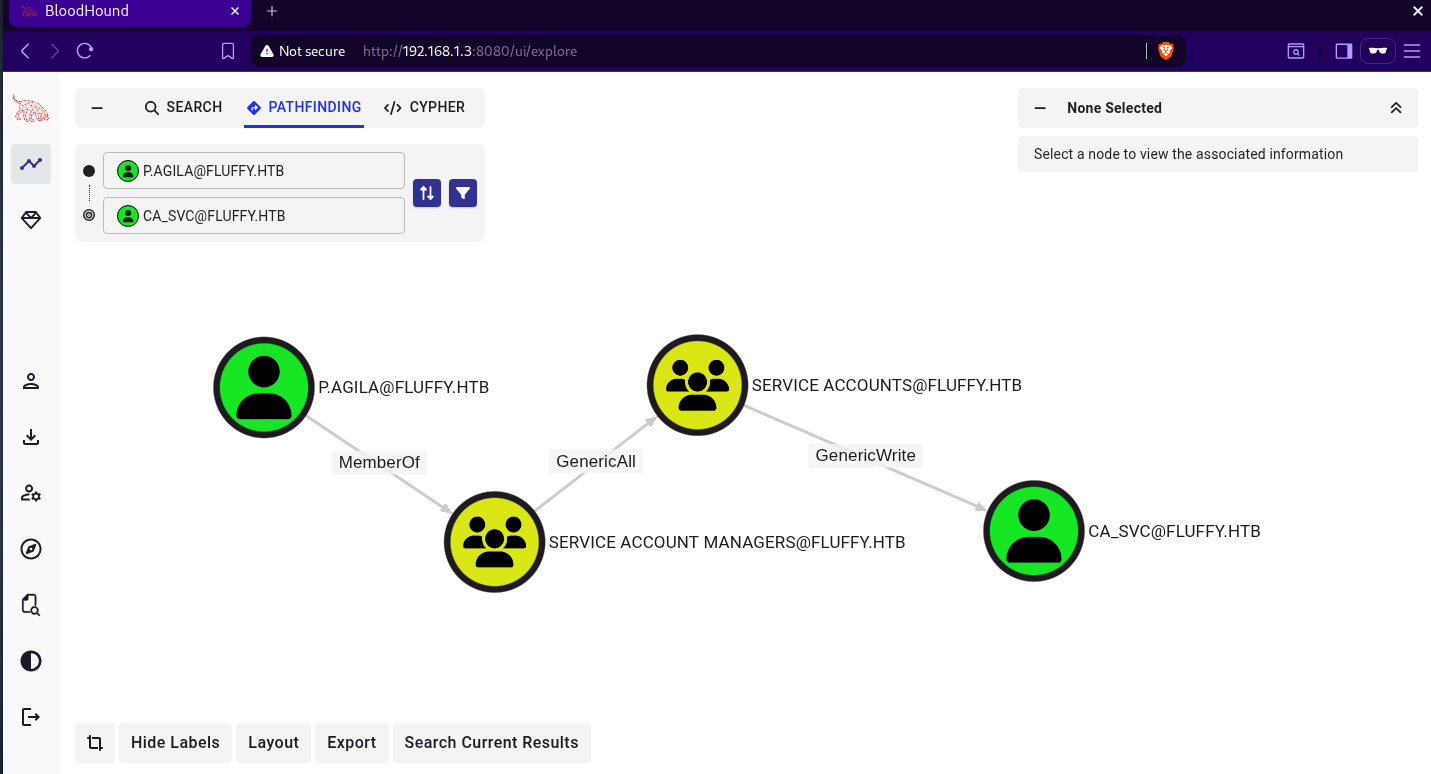 BloodHound
Not secure http://192.168.1.3:8080/ui/explore
SEARCH PATHFINDING CYPHER
None Selected
Select a node to view the associated information
P.AGILA@FLUFFY.HTB
CA_SVC@FLUFFY.HTB
P.AGILA@FLUFFY.HTB
SERVICE ACCOUNTS@FLUFFY.HTB
MemberOf
GenericAll
GenericWrite
SERVICE ACCOUNT MANAGERS@FLUFFY.HTB
CA_SVC@FLUFFY.HTB
Hide Labels Layout Export Search Current Results